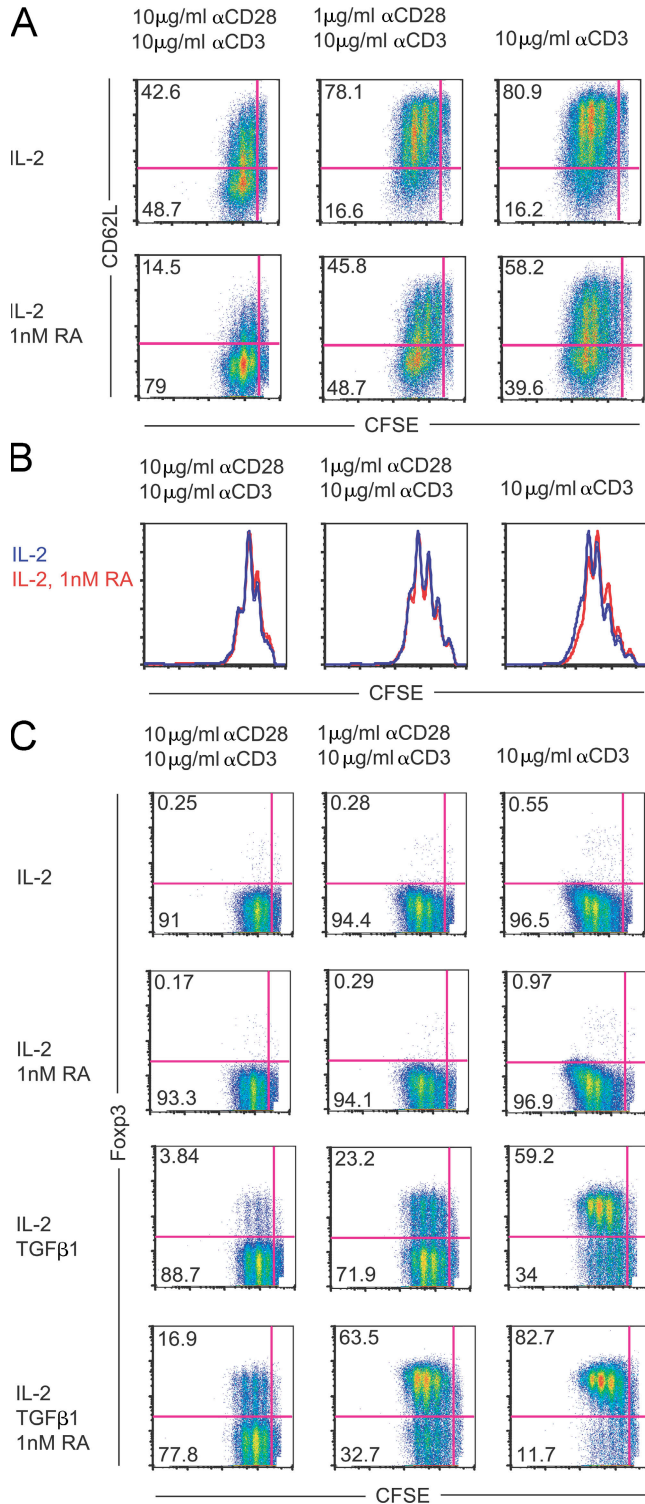 A
10µg/ml αCD28 1µg/ml αCD28
10µg/ml αCD3 10µg/ml αCD3 10µg/ml αCD3
42.6 78.1 80.9
IL-2
48.7 16.6 16.2
CD62L
14.5 45.8 58.2
IL-2
1nM RA
79 48.7 39.6
CFSE
B
10µg/ml αCD28 1µg/ml αCD28
10µg/ml αCD3 10µg/ml αCD3 10µg/ml αCD3
IL-2
IL-2, 1nM RA
CFSE
C
10µg/ml αCD28 1µg/ml αCD28
10µg/ml αCD3 10µg/ml αCD3 10µg/ml αCD3
0.25 0.28 0.55
IL-2
91 94.4 96.5
0.17 0.29 0.97
IL-2
1nM RA
93.3 94.1 96.9
Foxp3
3.84 23.2 59.2
IL-2
TGFβ1
88.7 71.9 34
16.9 63.5 82.7
IL-2
TGFβ1
1nM RA
77.8 32.7 11.7
CFSE